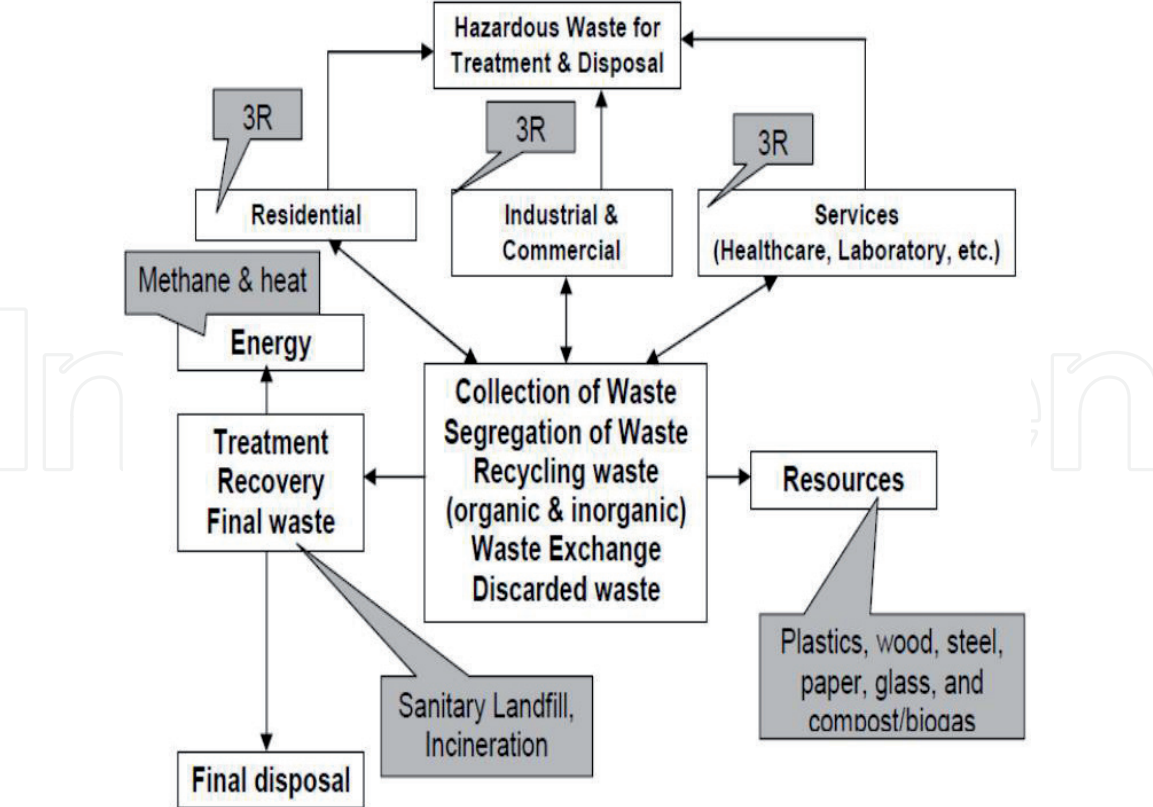 Hazardous Waste for
Treatment & Disposal
3R
3R
3R
Residential
Industrial &
Commercial
Services
(Healthcare, Laboratory, etc.)
Methane & heat
Energy
Treatment
Recovery
Final waste
Collection of Waste
Segregation of Waste
Recycling waste
(organic & inorganic)
Waste Exchange
Discarded waste
Resources
Plastics, wood, steel,
paper, glass, and
compost/biogas
Sanitary Landfill,
Incineration
Final disposal